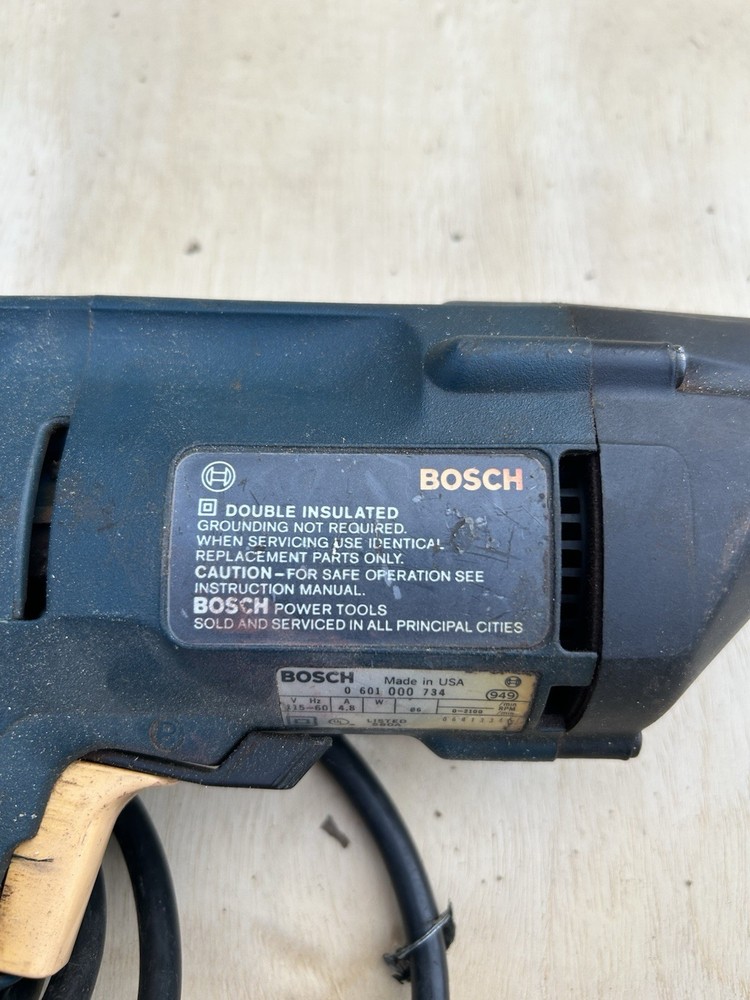 BOSCH
DOUBLE INSULATED
GROUNDING NOT REQUIRED.
WHEN SERVICING USE IDENTICAL
REPLACEMENT PARTS ONLY.
CAUTION–FOR SAFE OPERATION SEE
INSTRUCTION MANUAL.
BOSCH POWER TOOLS
SOLD AND SERVICED IN ALL PRINCIPAL CITIES
BOSCH Made in USA
0 601 000 734 949
V Hz A W /min RPM
115-60 4.8 06 0-2100
LISTED